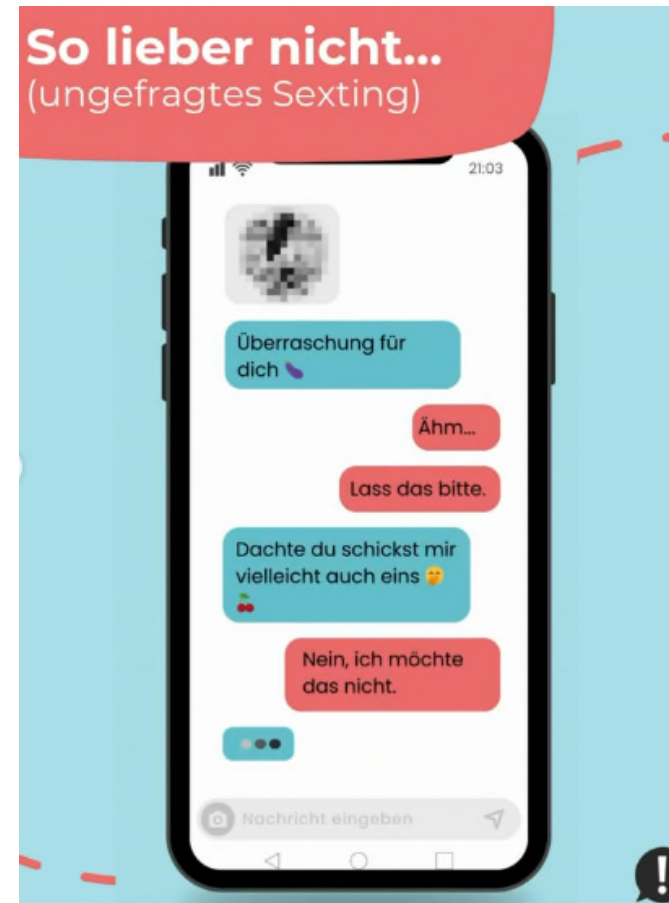 So lieber nicht...
(ungefragtes Sexting)
21:03
Überraschung für
dich 🍆
Ähm...
Lass das bitte.
Dachte du schickst mir
vielleicht auch eins 🤭
🍒
Nein, ich möchte
das nicht.
Nachricht eingeben
!